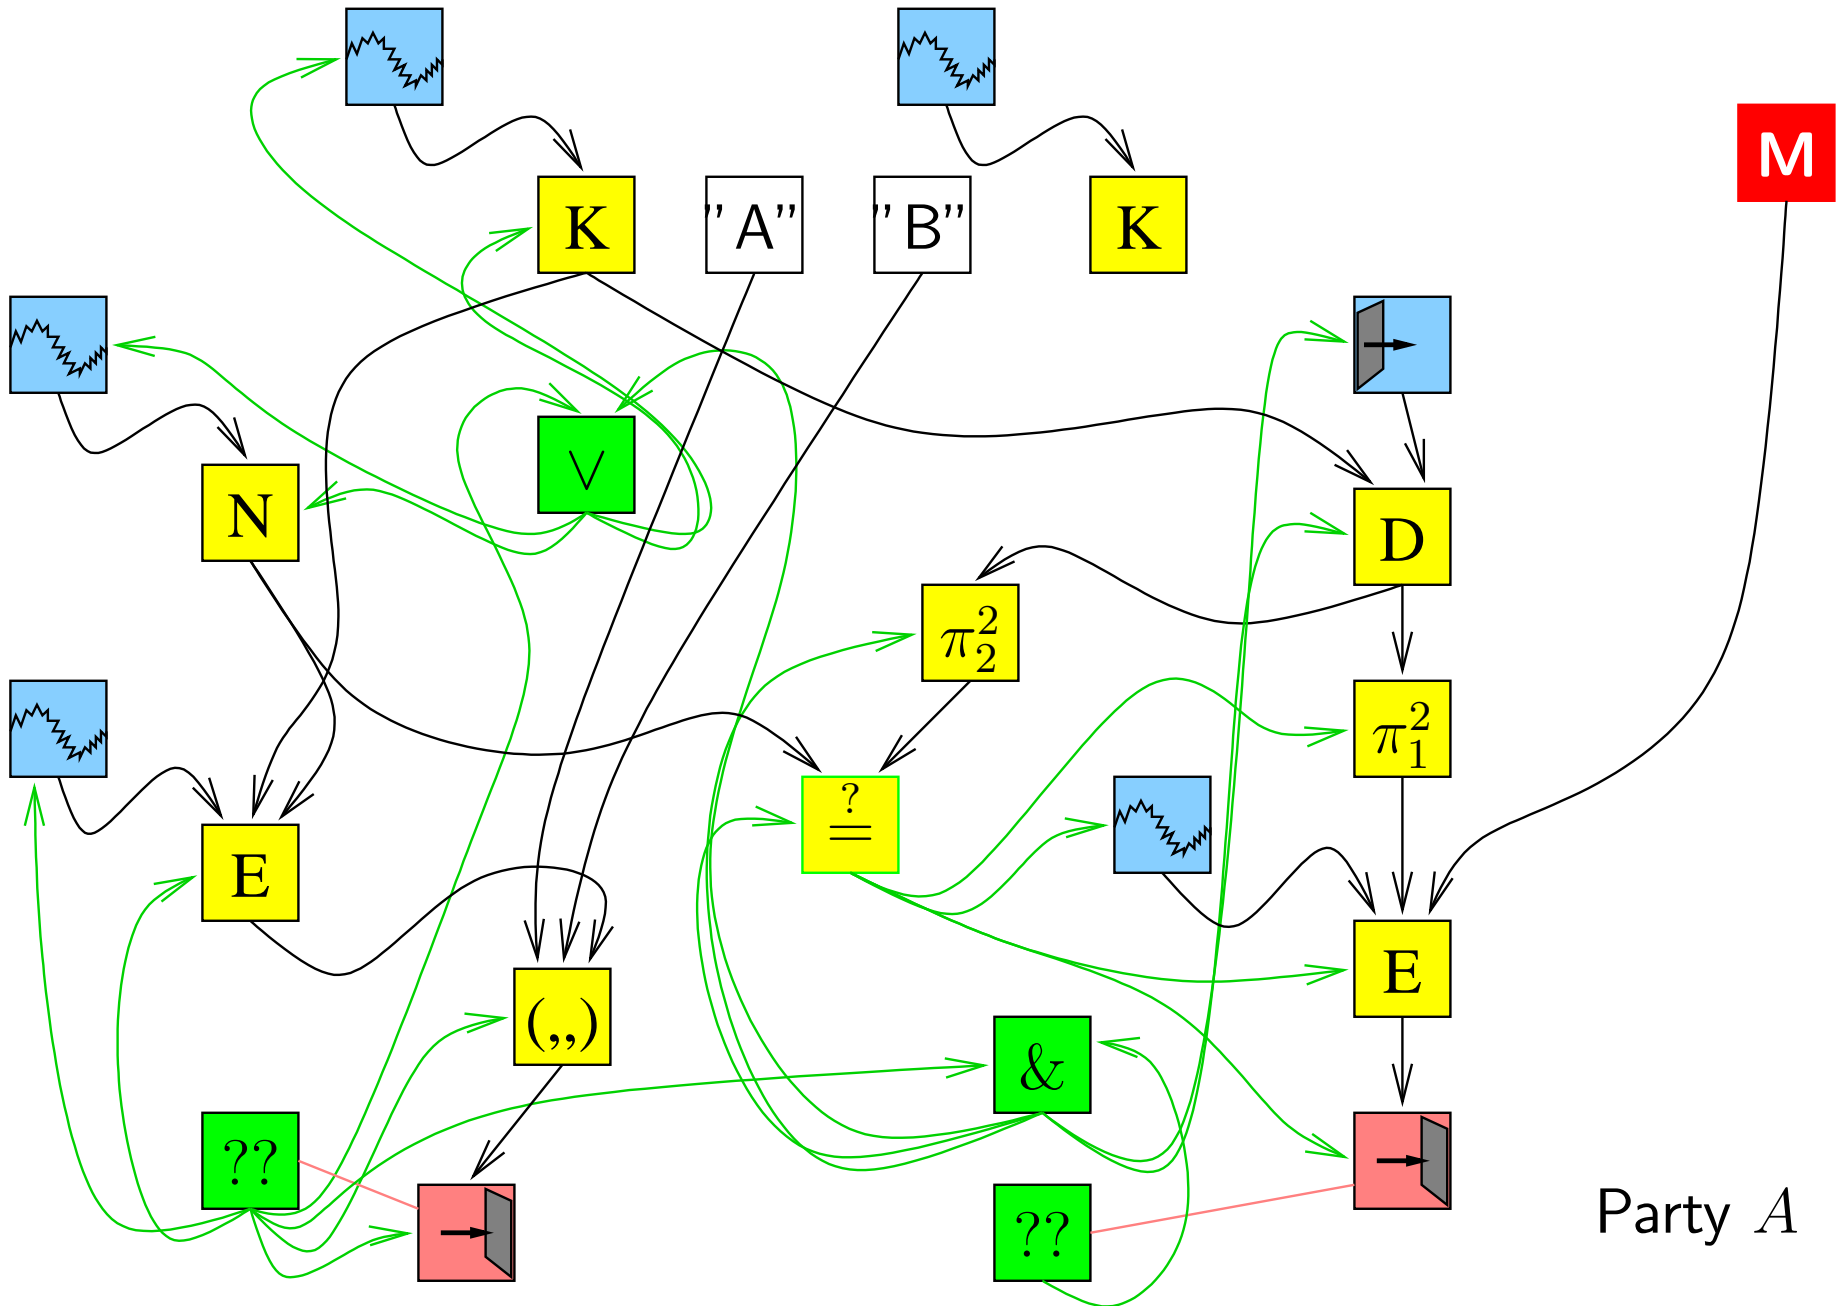 K
"A"
"B"
K
M
N
∨
D
π₂²
π₁²
?=
E
E
(,,)
&
??
??
Party A